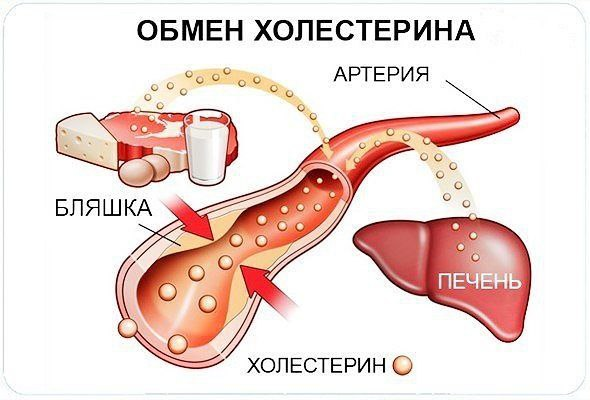 ОБМЕН ХОЛЕСТЕРИНА
АРТЕРИЯ
БЛЯШКА
ПЕЧЕНЬ
ХОЛЕСТЕРИН